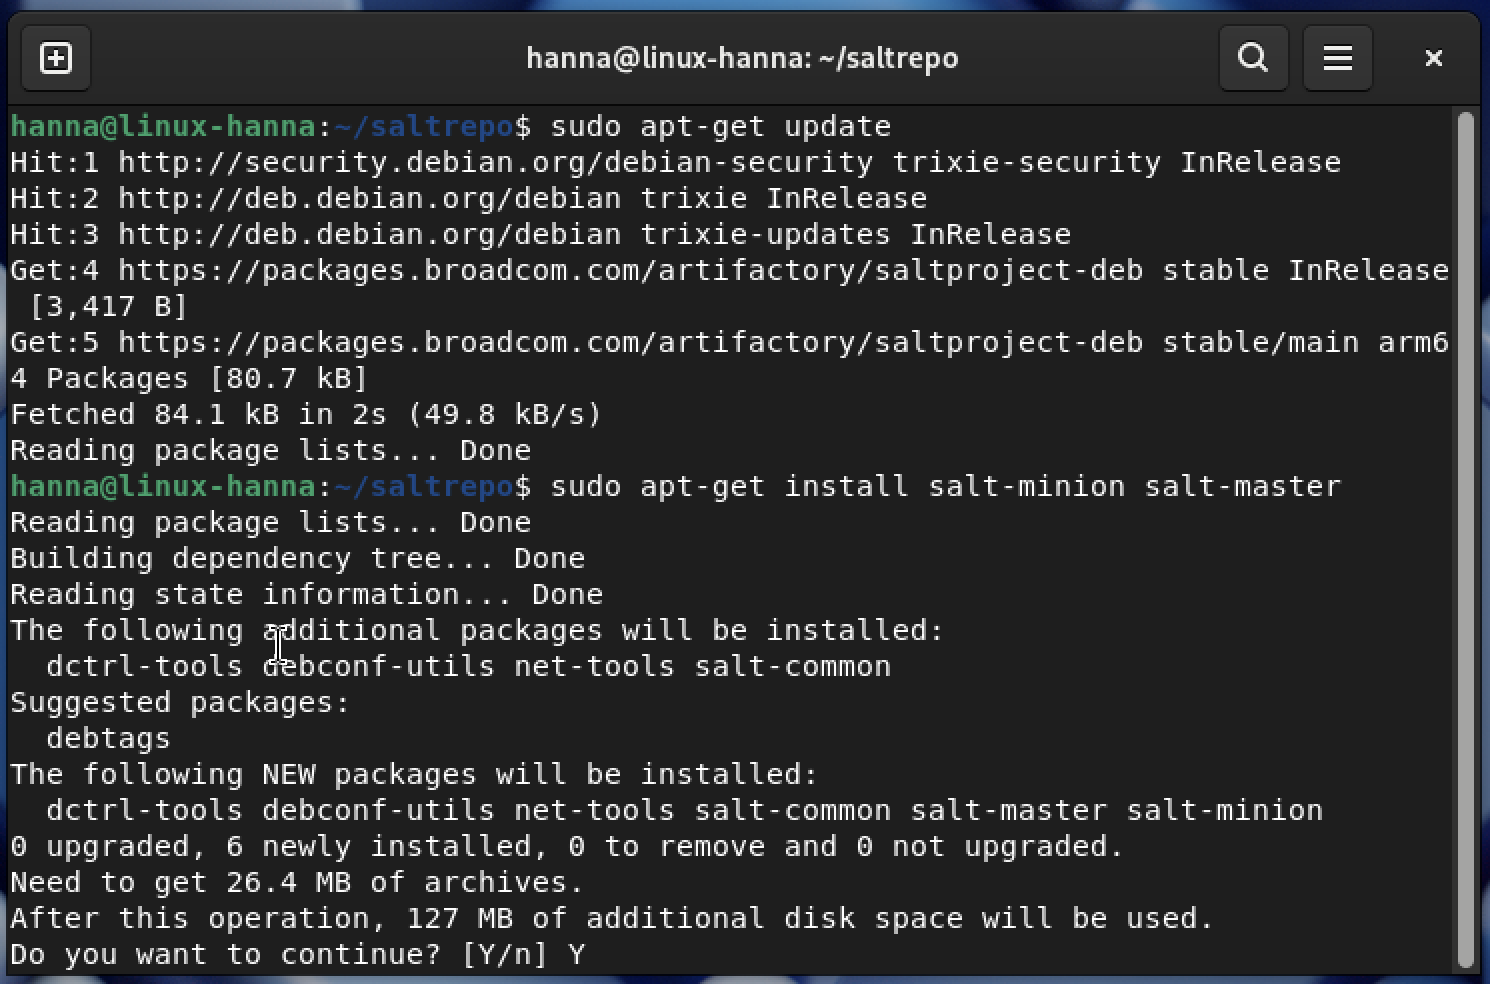 hanna@linux-hanna: ~/saltrepo
hanna@linux-hanna:~/saltrepo$ sudo apt-get update
Hit:1 http://security.debian.org/debian-security trixie-security InRelease
Hit:2 http://deb.debian.org/debian trixie InRelease
Hit:3 http://deb.debian.org/debian trixie-updates InRelease
Get:4 https://packages.broadcom.com/artifactory/saltproject-deb stable InRelease
 [3,417 B]
Get:5 https://packages.broadcom.com/artifactory/saltproject-deb stable/main arm6
4 Packages [80.7 kB]
Fetched 84.1 kB in 2s (49.8 kB/s)
Reading package lists... Done
hanna@linux-hanna:~/saltrepo$ sudo apt-get install salt-minion salt-master
Reading package lists... Done
Building dependency tree... Done
Reading state information... Done
The following additional packages will be installed:
  dctrl-tools debconf-utils net-tools salt-common
Suggested packages:
  debtags
The following NEW packages will be installed:
  dctrl-tools debconf-utils net-tools salt-common salt-master salt-minion
0 upgraded, 6 newly installed, 0 to remove and 0 not upgraded.
Need to get 26.4 MB of archives.
After this operation, 127 MB of additional disk space will be used.
Do you want to continue? [Y/n] Y